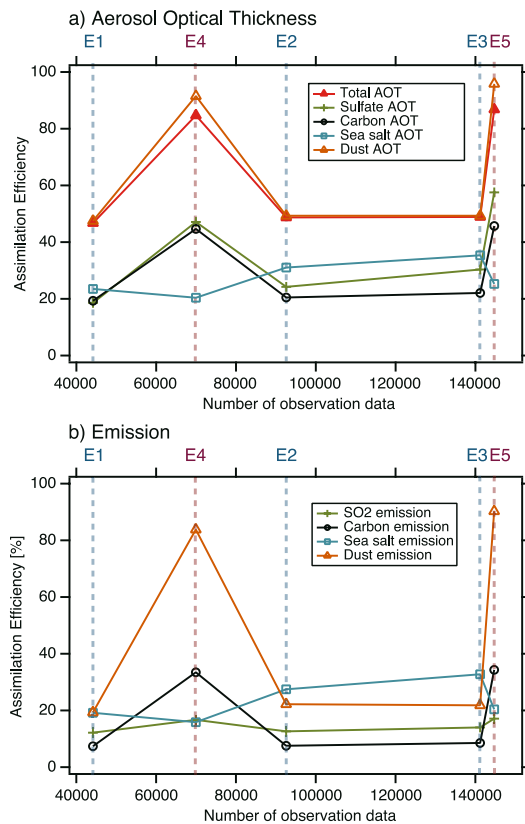 a) Aerosol Optical Thickness
E1 E4 E2 E3 E5
100
80
60
40
20
0
Assimilation Efficiency
Total AOT
Sulfate AOT
Carbon AOT
Sea salt AOT
Dust AOT
40000 60000 80000 100000 120000 140000
Number of observation data
b) Emission
E1 E4 E2 E3 E5
100
80
60
40
20
0
Assimilation Efficiency [%]
SO2 emission
Carbon emission
Sea salt emission
Dust emission
40000 60000 80000 100000 120000 140000
Number of observation data